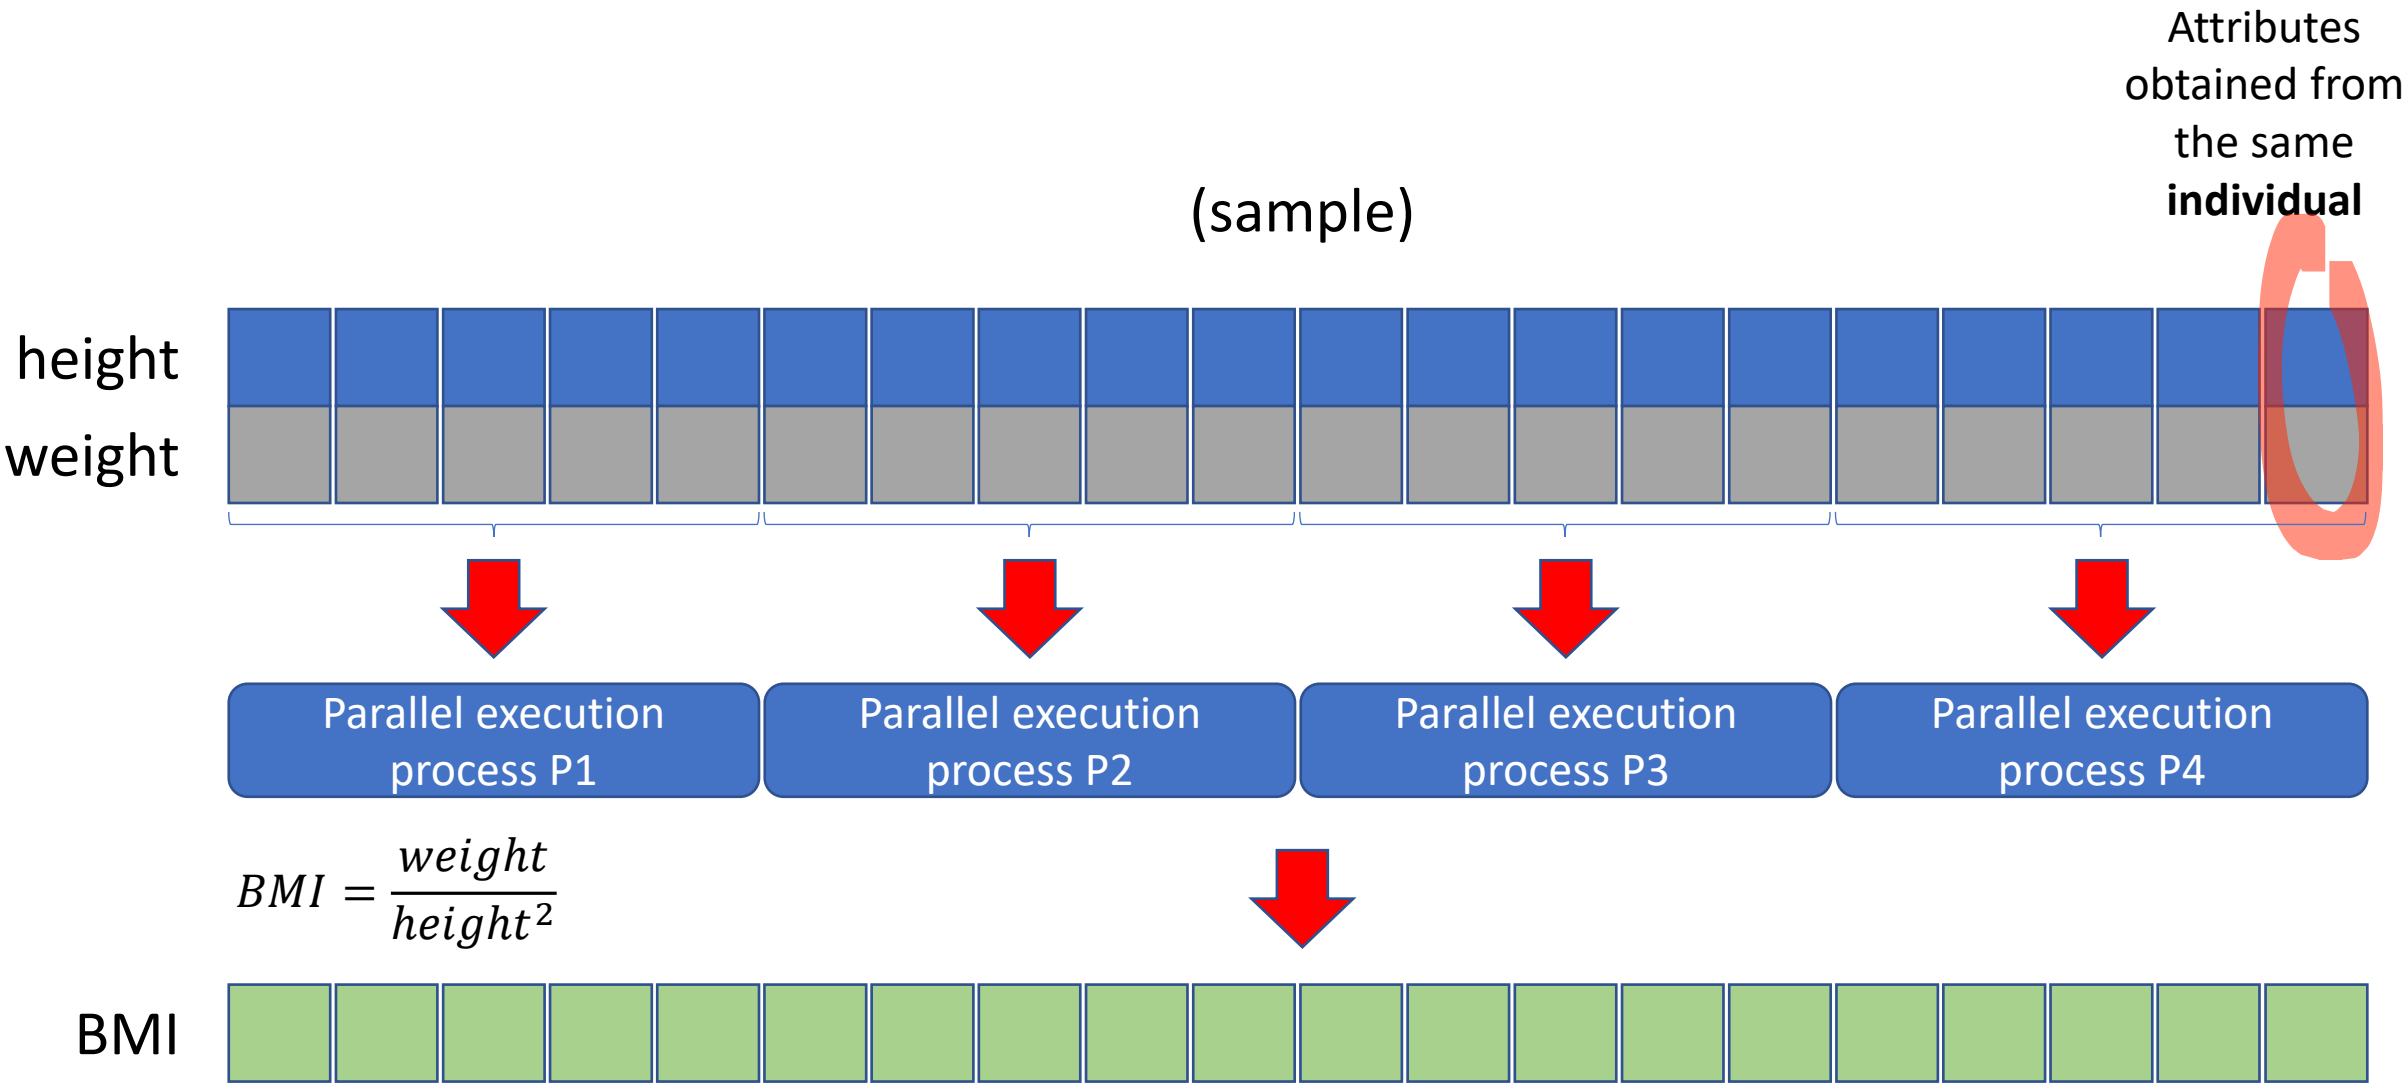 Attributes
obtained from
the same
individual
(sample)
height
weight
Parallel execution
process P1
Parallel execution
process P2
Parallel execution
process P3
Parallel execution
process P4
BMI = weight / height²
BMI